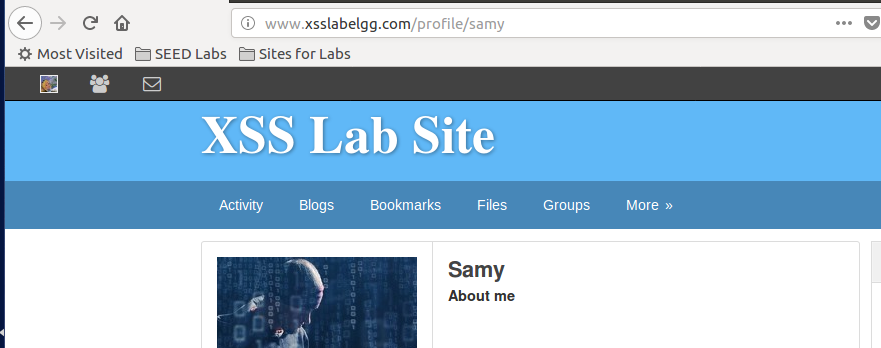 www.xsslabelgg.com/profile/samy
Most Visited SEED Labs Sites for Labs
XSS Lab Site
Activity Blogs Bookmarks Files Groups More »
Samy
About me